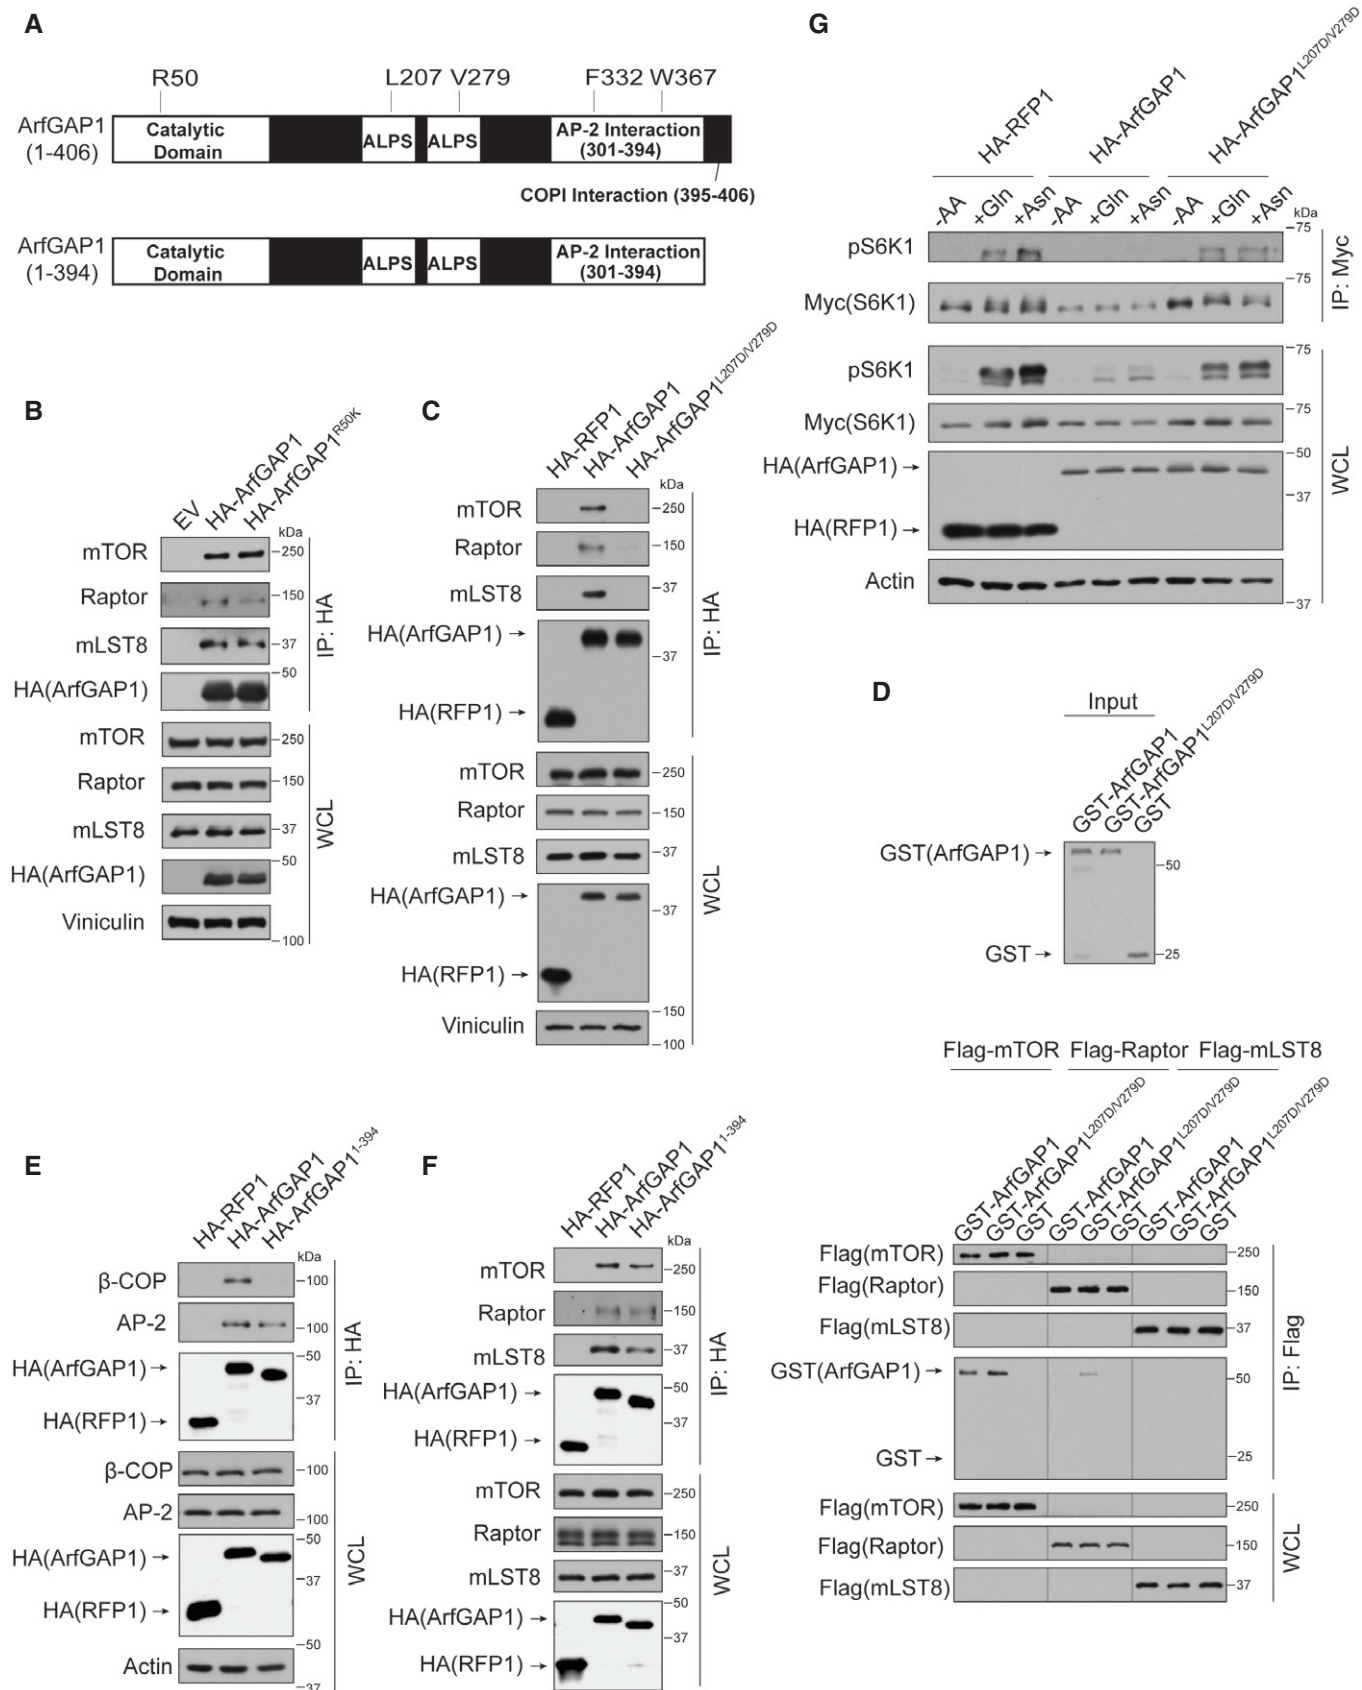 A
R50
L207 V279
F332 W367
ArfGAP1
(1-406)
Catalytic
Domain
ALPS
ALPS
AP-2 Interaction
(301-394)
COPI Interaction (395-406)
ArfGAP1
(1-394)
Catalytic
Domain
ALPS
ALPS
AP-2 Interaction
(301-394)
B
EV
HA-ArfGAP1
HA-ArfGAP1R50K
kDa
mTOR
250
Raptor
150
mLST8
37
50
HA(ArfGAP1)
IP: HA
mTOR
250
Raptor
150
mLST8
37
50
HA(ArfGAP1)
Viniculin
100
WCL
C
HA-RFP1
HA-ArfGAP1
HA-ArfGAP1L207D/V279D
kDa
mTOR
250
Raptor
150
mLST8
37
HA(ArfGAP1) →
37
HA(RFP1) →
IP: HA
mTOR
250
Raptor
150
mLST8
37
HA(ArfGAP1) →
37
HA(RFP1) →
150
Viniculin
100
WCL
G
HA-RFP1
HA-ArfGAP1
HA-ArfGAP1L207D/V279D
-AA
+Gln
+Asn
-AA
+Gln
+Asn
-AA
+Gln
+Asn
kDa
75
pS6K1
75
Myc(S6K1)
IP: Myc
75
pS6K1
75
Myc(S6K1)
50
HA(ArfGAP1) →
37
HA(RFP1) →
Actin
37
WCL
D
Input
GST-ArfGAP1
GST-ArfGAP1L207D/V279D
GST
GST(ArfGAP1) →
50
GST →
25
Flag-mTOR Flag-Raptor Flag-mLST8
GST-ArfGAP1
GST-ArfGAP1L207D/V279D
GST
GST-ArfGAP1
GST-ArfGAP1L207D/V279D
GST
GST-ArfGAP1
GST-ArfGAP1L207D/V279D
GST
Flag(mTOR)
250
Flag(Raptor)
150
Flag(mLST8)
37
GST(ArfGAP1) →
50
GST →
25
IP: Flag
Flag(mTOR)
250
Flag(Raptor)
150
Flag(mLST8)
37
WCL
E
HA-RFP1
HA-ArfGAP1
HA-ArfGAP11-394
kDa
β-COP
100
AP-2
100
50
HA(ArfGAP1) →
37
HA(RFP1) →
IP: HA
β-COP
100
AP-2
100
50
HA(ArfGAP1) →
37
HA(RFP1) →
50
Actin
37
WCL
F
HA-RFP1
HA-ArfGAP1
HA-ArfGAP11-394
kDa
mTOR
250
Raptor
150
mLST8
37
HA(ArfGAP1) →
50
37
HA(RFP1) →
IP: HA
mTOR
250
Raptor
150
mLST8
37
50
HA(ArfGAP1) →
37
HA(RFP1) →
WCL